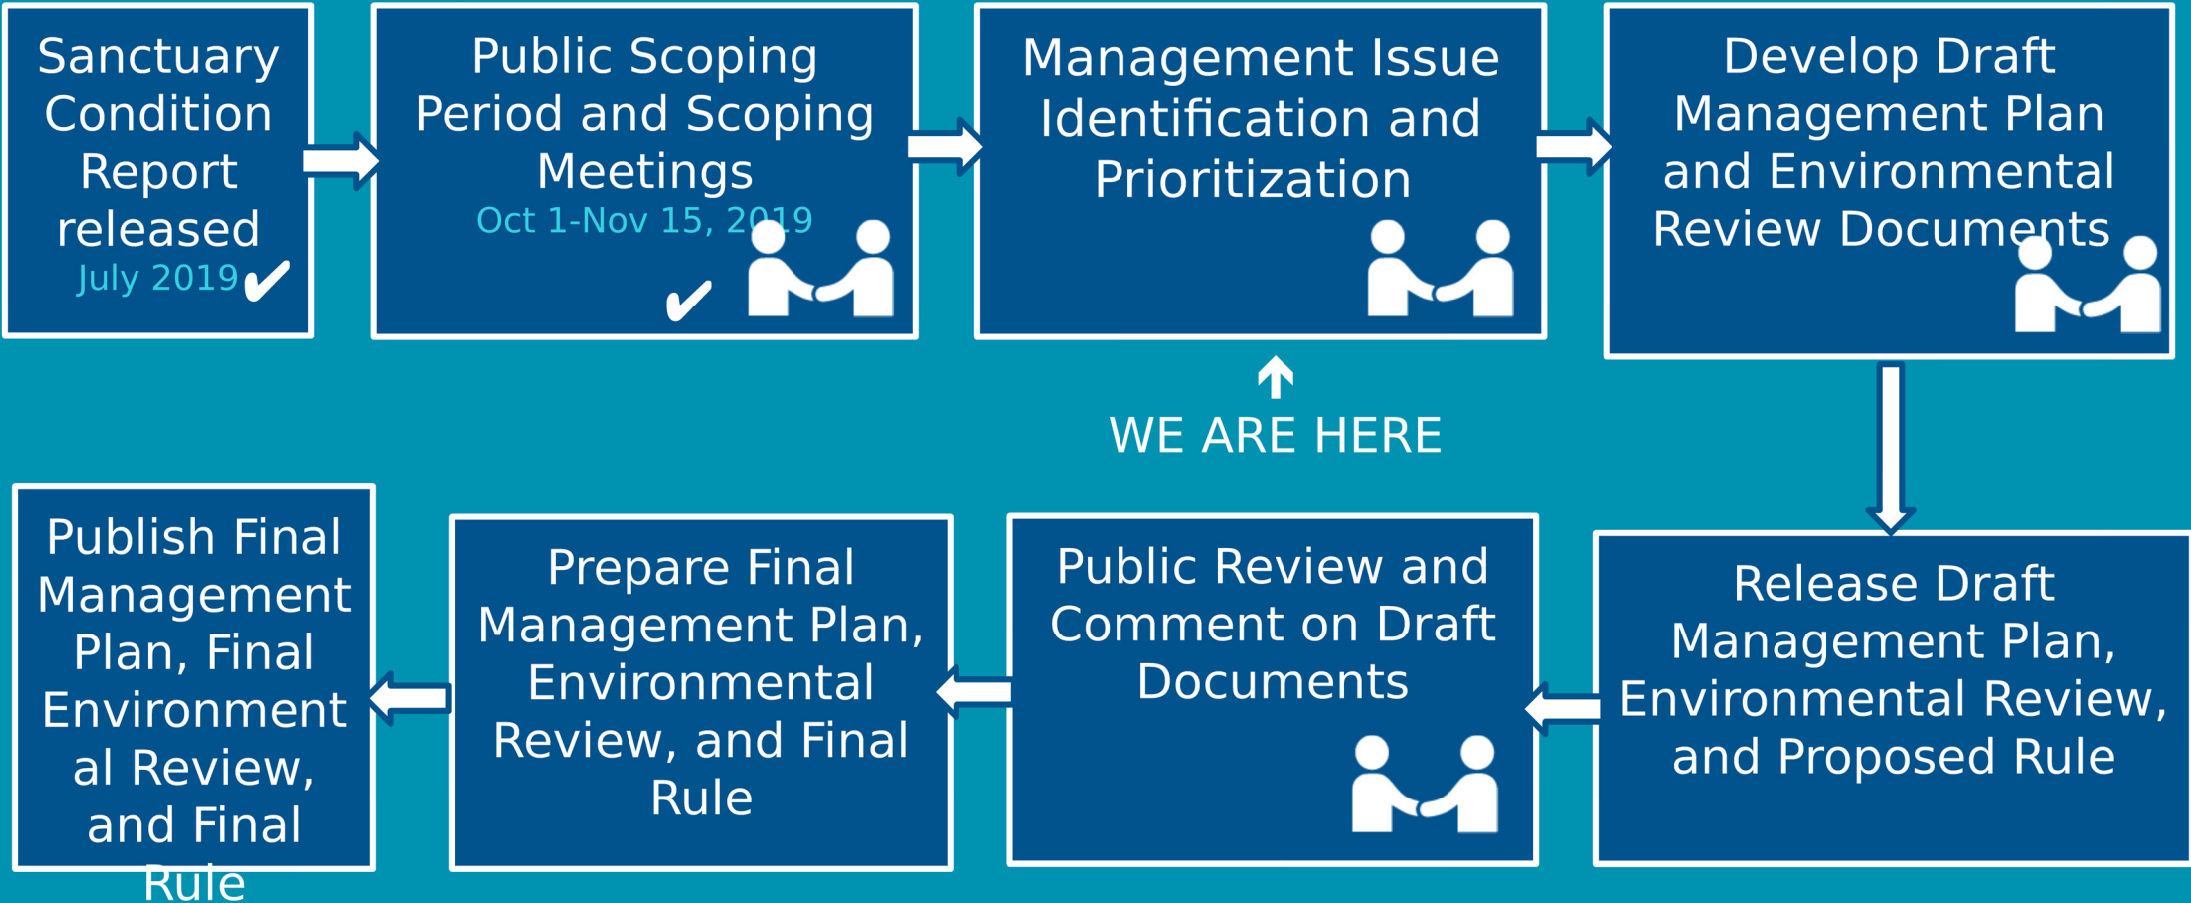 Sanctuary
Condition
Report
released
July 2019
Public Scoping
Period and Scoping
Meetings
Oct 1-Nov 15, 2019
Management Issue
Identification and
Prioritization
WE ARE HERE
Develop Draft
Management Plan
and Environmental
Review Documents
Release Draft
Management Plan,
Environmental Review,
and Proposed Rule
Public Review and
Comment on Draft
Documents
Prepare Final
Management Plan,
Environmental
Review, and Final
Rule
Publish Final
Management
Plan, Final
Environment
al Review,
and Final
Rule